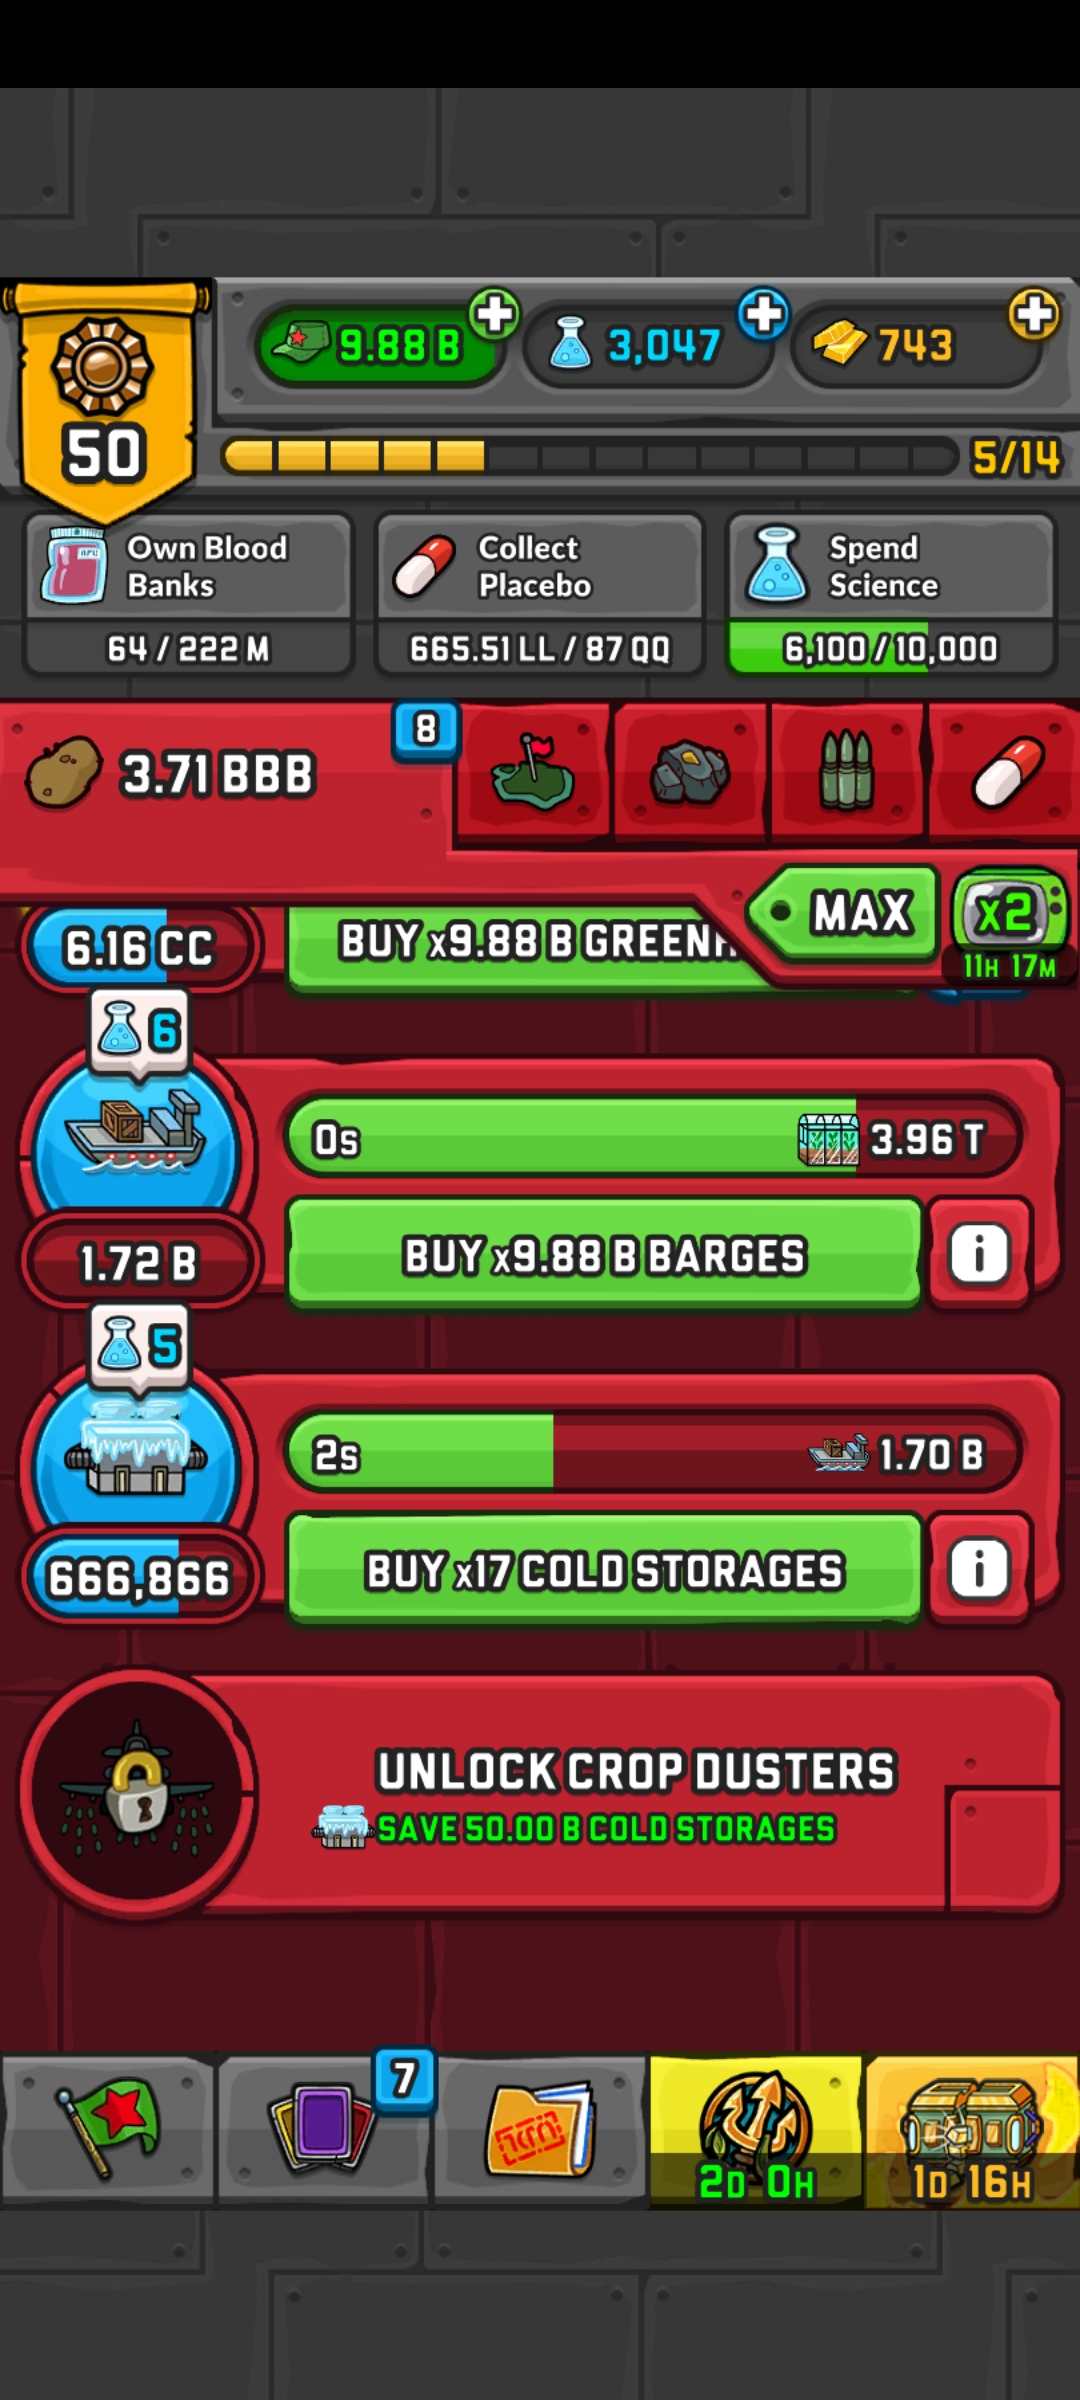 9.88 B
3,047
743
50
5/14
Own Blood
Banks
64 / 222 M
Collect
Placebo
665.51 LL / 87 QQ
Spend
Science
6,100 / 10,000
3.71 BBB
8
MAX
x2
11H 17M
6.16 CC
BUY x9.88 B GREENH
6
0s
3.96 T
1.72 B
BUY x9.88 B BARGES
i
5
2s
1.70 B
666,866
BUY x17 COLD STORAGES
i
UNLOCK CROP DUSTERS
SAVE 50.00 B COLD STORAGES
7
2D 0H
1D 16H